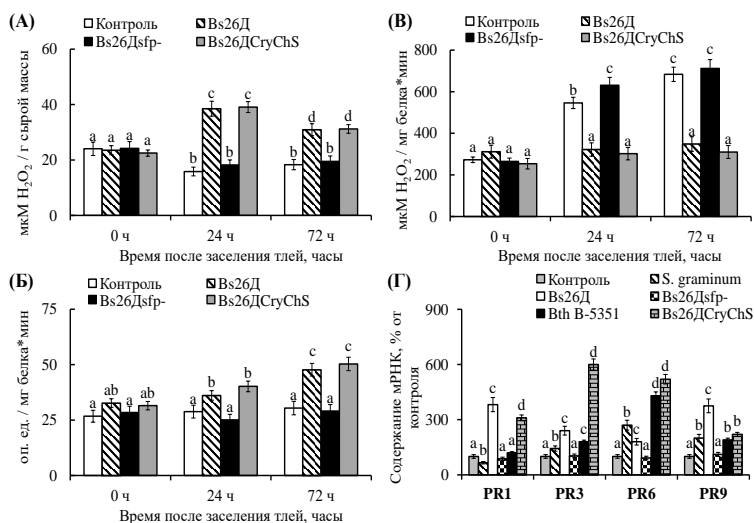 (А)
Контроль
Bs26Д
Bs26Дsfp-
Bs26ДCryChS
мкМ H₂O₂ / г сырой массы
60
40
20
0
a a a a
b c b c
b d b d
0 ч 24 ч 72 ч
Время после заселения тлей, часы
(В)
Контроль
Bs26Д
Bs26Дsfp-
Bs26ДCryChS
мкМ H₂O₂ / мг белка*мин
800
600
400
200
0
a a a a
b a c a
c a c a
0 ч 24 ч 72 ч
Время после заселения тлей, часы
(Б)
Контроль
Bs26Д
Bs26Дsfp-
Bs26ДCryChS
оп. ед. / мг белка*мин
75
50
25
0
a ab a ab
a b a b
a c a c
0 ч 24 ч 72 ч
Время после заселения тлей, часы
(Г)
Контроль
S. graminum
Bs26Д
Bs26Дsfp-
Bth B-5351
Bs26ДCryChS
Содержание мРНК, % от
контроля
900
600
300
0
a b c a a d
a b c a d d
a b c a d d
a b c a b b
PR1 PR3 PR6 PR9